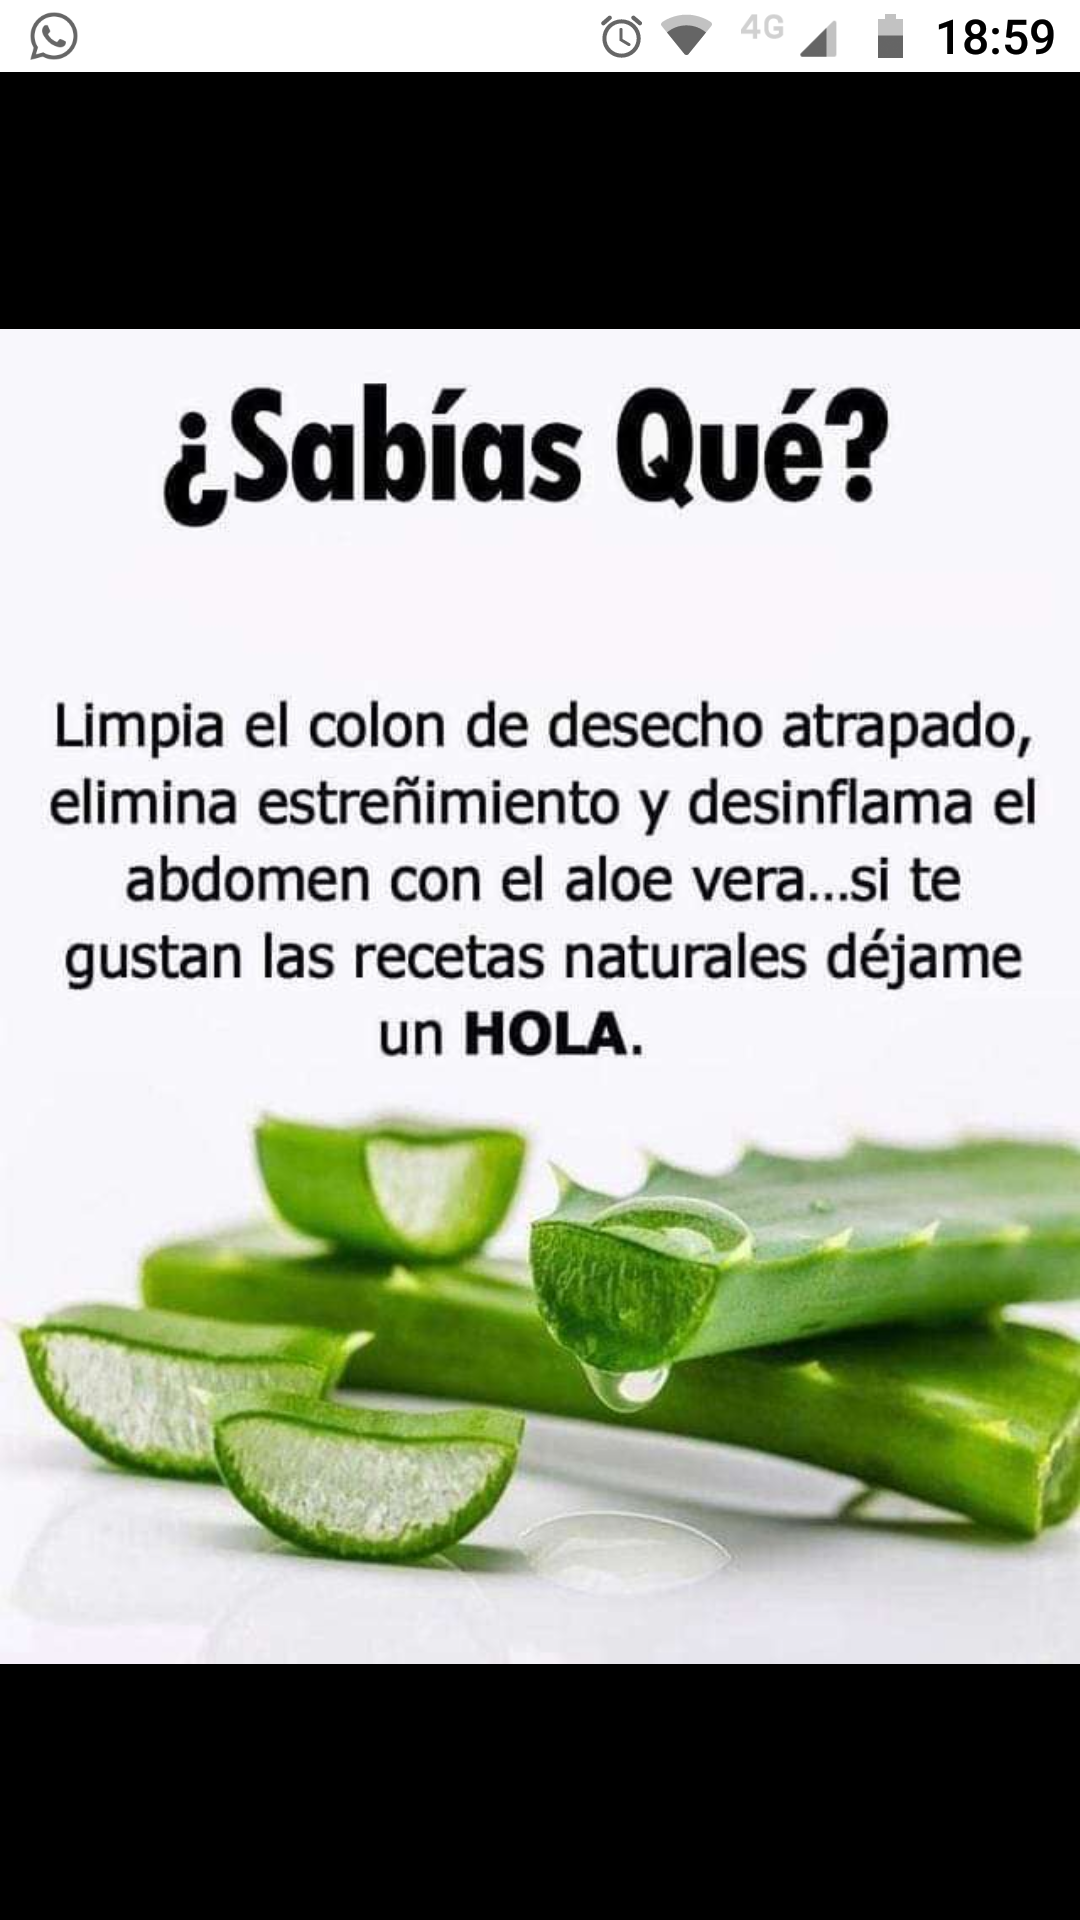 4G 18:59
¿Sabías Qué?
Limpia el colon de desecho atrapado,
elimina estreñimiento y desinflama el
abdomen con el aloe vera...si te
gustan las recetas naturales déjame
un HOLA.